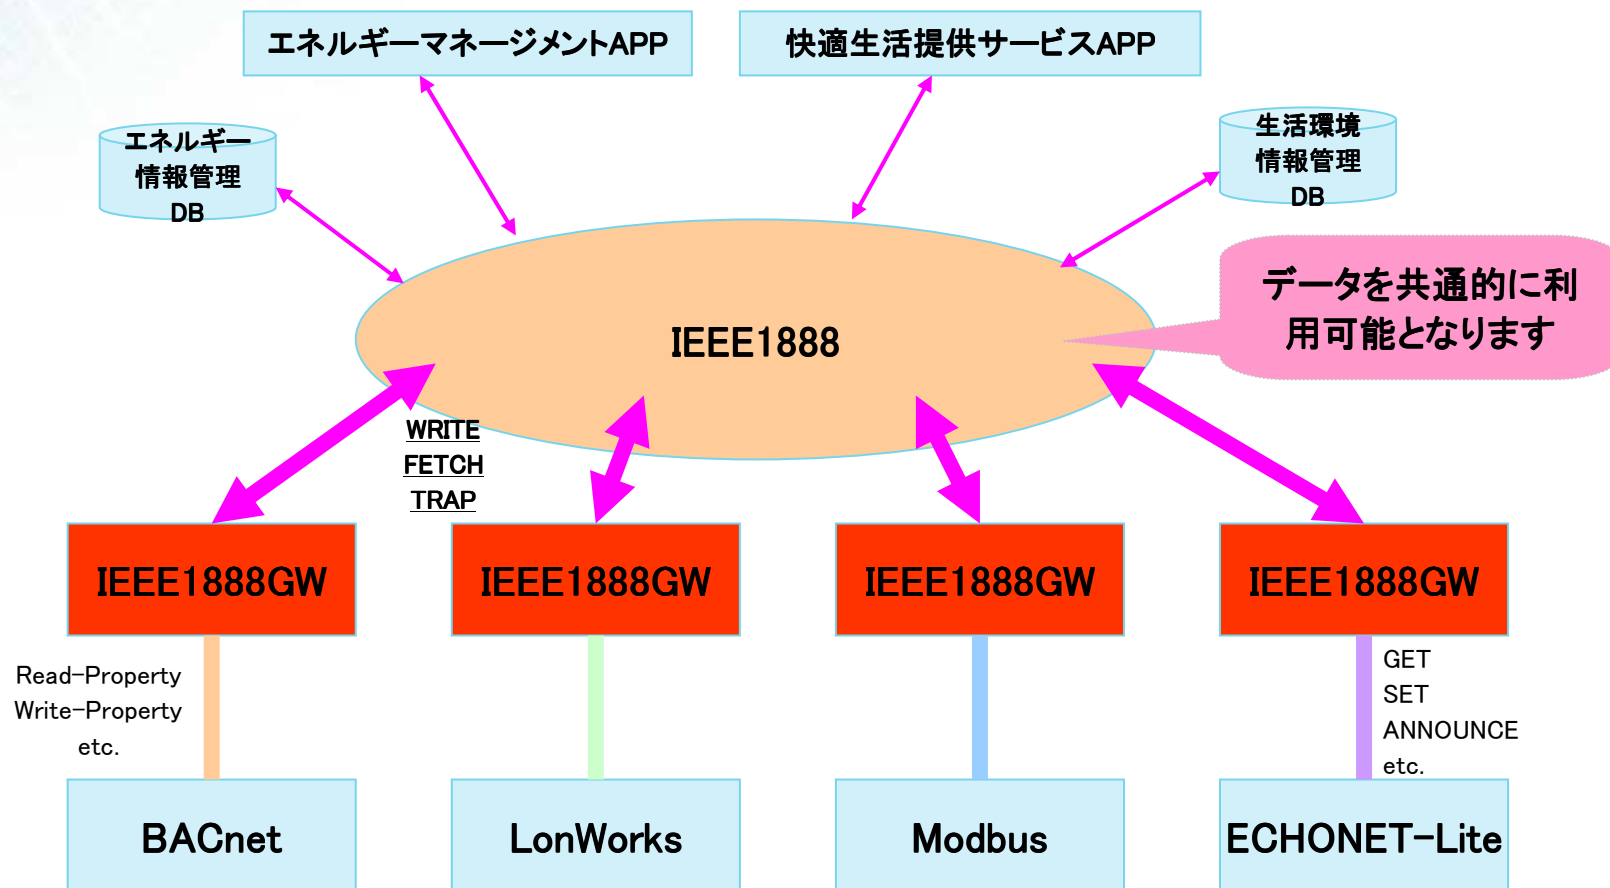 エネルギーマネージメントAPP
快適生活提供サービスAPP
エネルギー
情報管理
DB
生活環境
情報管理
DB
データを共通的に利
用可能となります
IEEE1888
WRITE
FETCH
TRAP
IEEE1888GW
IEEE1888GW
IEEE1888GW
IEEE1888GW
Read-Property
Write-Property
etc.
GET
SET
ANNOUNCE
etc.
BACnet
LonWorks
Modbus
ECHONET-Lite